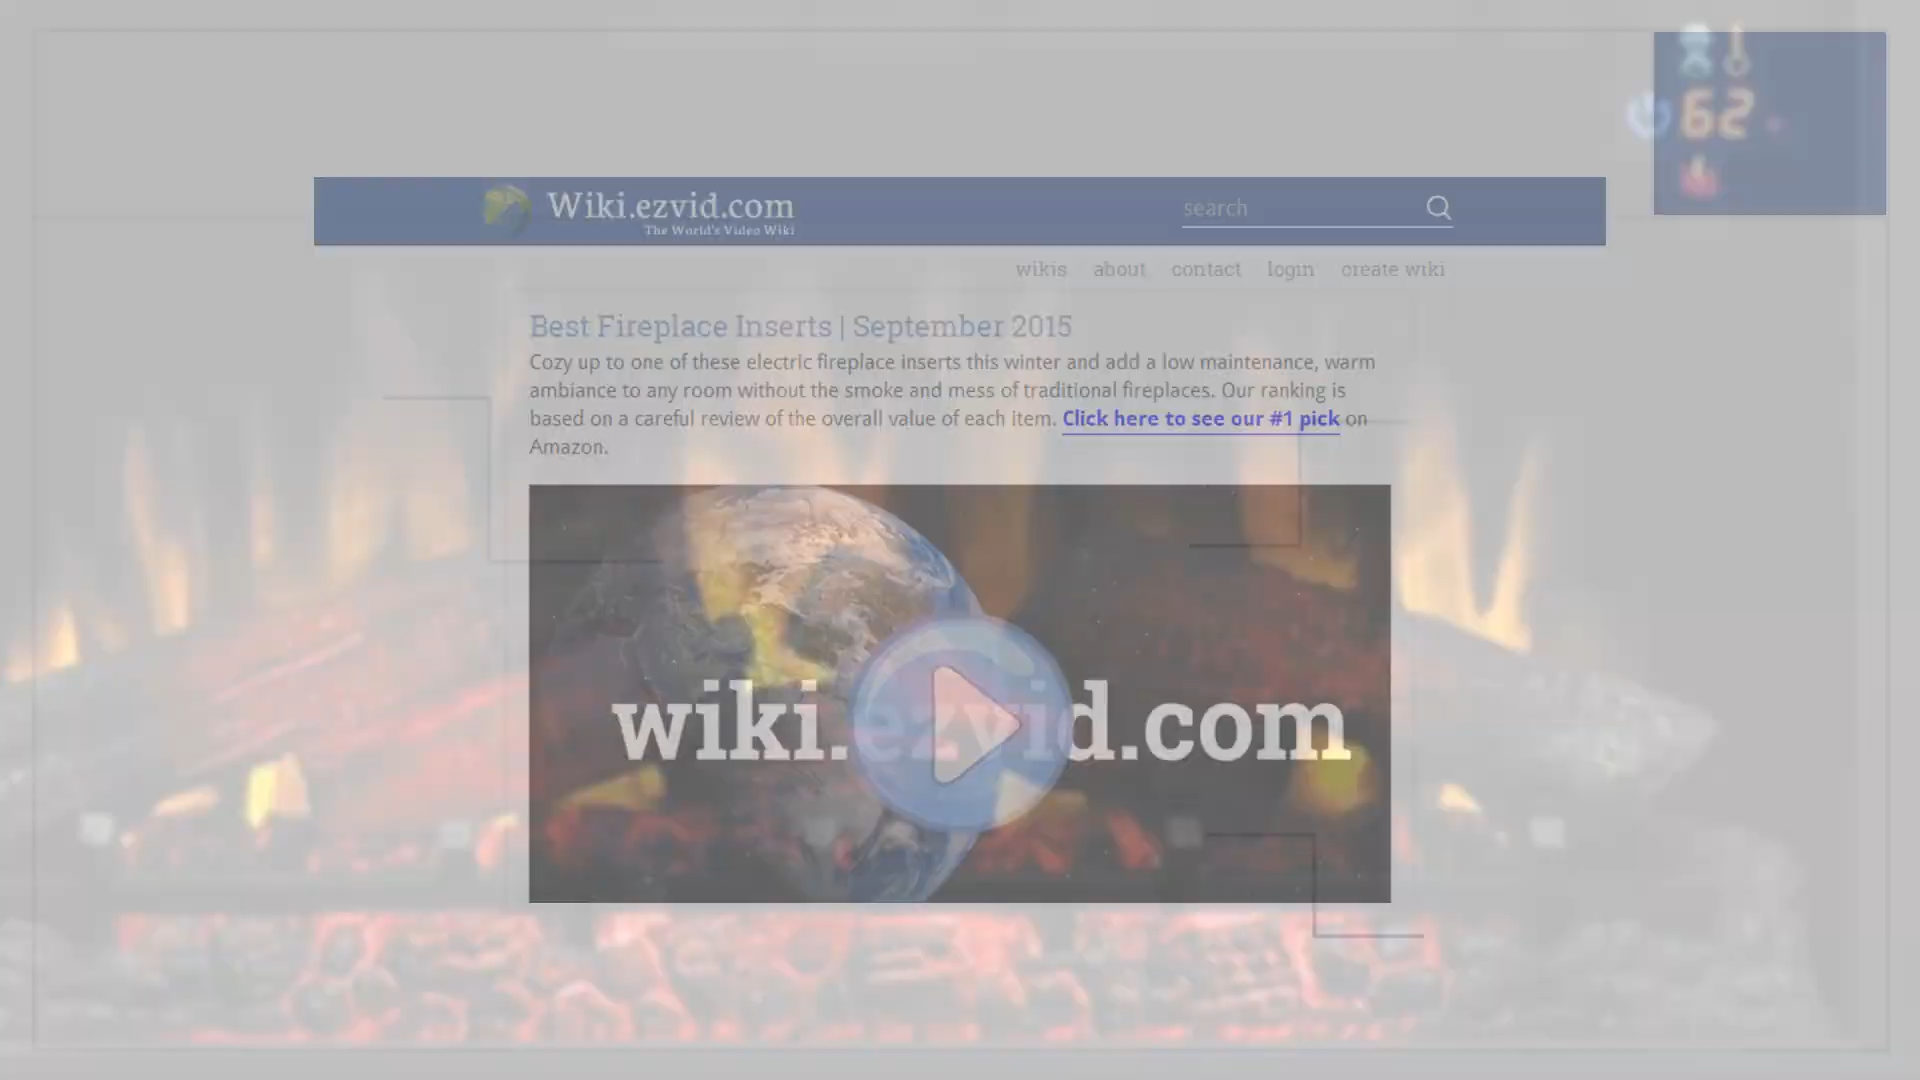 62
Wiki.ezvid.com
The World's Video Wiki
search
wikis about contact login create wiki
Best Fireplace Inserts | September 2015
Cozy up to one of these electric fireplace inserts this winter and add a low maintenance, warm
ambiance to any room without the smoke and mess of traditional fireplaces. Our ranking is
based on a careful review of the overall value of each item. Click here to see our #1 pick on
Amazon.
wiki.ezvid.com